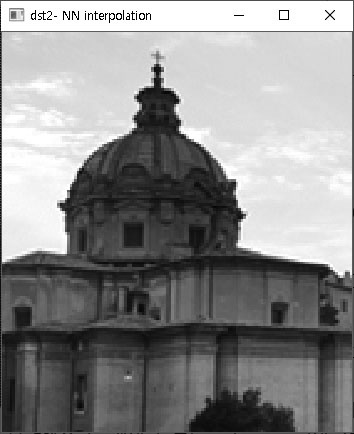 dst2- NN interpolation